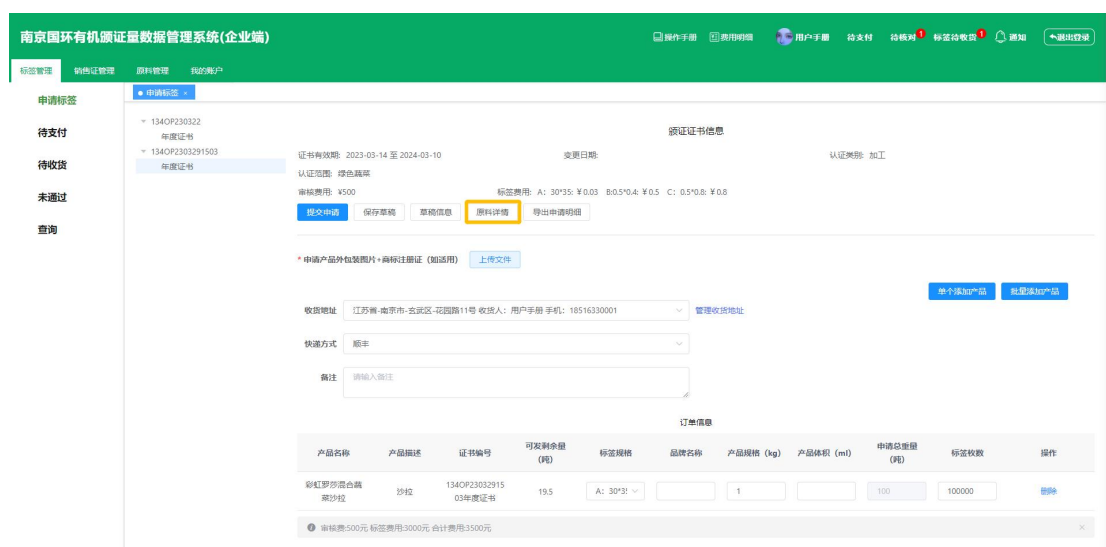 南京国环有机颁证量数据管理系统(企业端)
操作手册 费用明细 用户手册 待支付 待核对 1 标签待收货 1 通知 退出登录
标签管理 销售证管理 原料管理 我的账户
申请标签
待支付
待收货
未通过
查询
申请标签 ×
134OP230322
年度证书
134OP2303291503
年度证书
颁证证书信息
证书有效期: 2023-03-14 至 2024-03-10 变更日期: 认证类别: 加工
认证范围: 绿色蔬菜
审核费用: ¥500 标签费用: A: 30*35: ¥0.03 B:0.5*0.4: ¥0.5 C: 0.5*0.8: ¥0.8
提交申请 保存草稿 草稿信息 原料详情 导出申请明细
* 申请产品外包装图片+商标注册证 (如适用) 上传文件
单个添加产品 批量添加产品
收货地址 江苏省-南京市-玄武区-花园路11号 收货人: 用户手册 手机: 18516330001 管理收货地址
快递方式 顺丰
备注 请输入备注
订单信息
产品名称 产品描述 证书编号 可发剩余量 (吨) 标签规格 品牌名称 产品规格 (kg) 产品体积 (ml) 申请总重量 (吨) 标签枚数 操作
彩虹罗莎混合蔬菜沙拉 沙拉 134OP2303291503年度证书 19.5 A: 30*3! 1 100 100000 删除
审核费:500元 标签费用:3000元 合计费用:3500元 ×